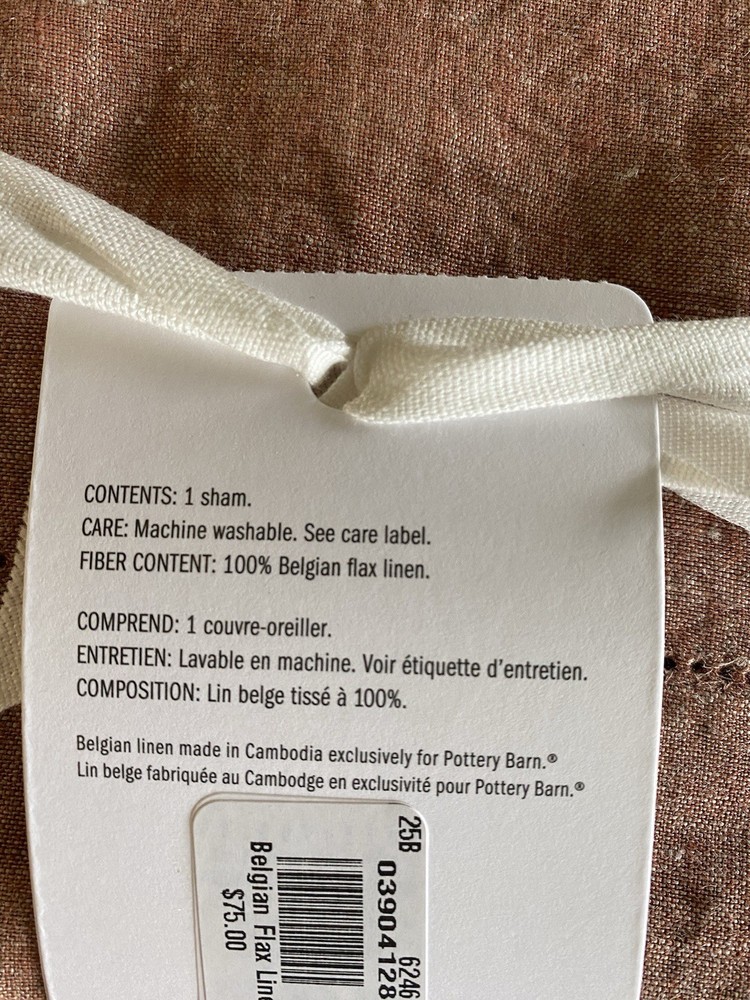 CONTENTS: 1 sham.
CARE: Machine washable. See care label.
FIBER CONTENT: 100% Belgian flax linen.
COMPREND: 1 couvre-oreiller.
ENTRETIEN: Lavable en machine. Voir étiquette d'entretien.
COMPOSITION: Lin belge tissé à 100%.
Belgian linen made in Cambodia exclusively for Pottery Barn.®
Lin belge fabriquée au Cambodge en exclusivité pour Pottery Barn.®
25B 6246
03904128
Belgian Flax
$75.00